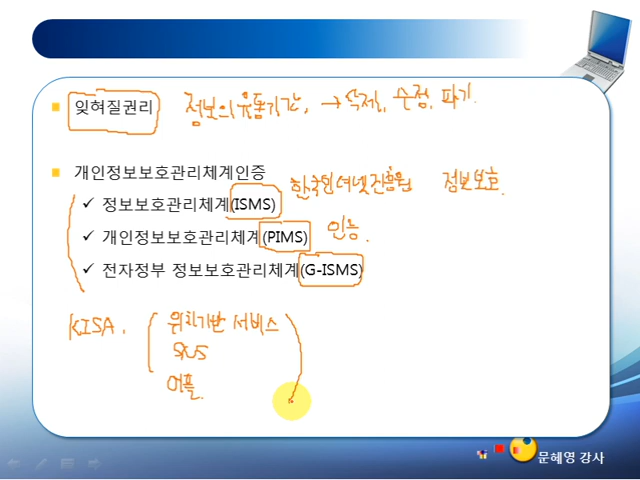 잊혀질권리 정보의 유통기간, → 삭제, 수정, 파기.
개인정보보호관리체계인증
한국인터넷진흥원 정보보호
✓ 정보보호관리체계(ISMS)
✓ 개인정보보호관리체계(PIMS) 인증.
✓ 전자정부 정보보호관리체계(G-ISMS)
KISA. 위치기반 서비스
SNS
어플.
문혜영 강사